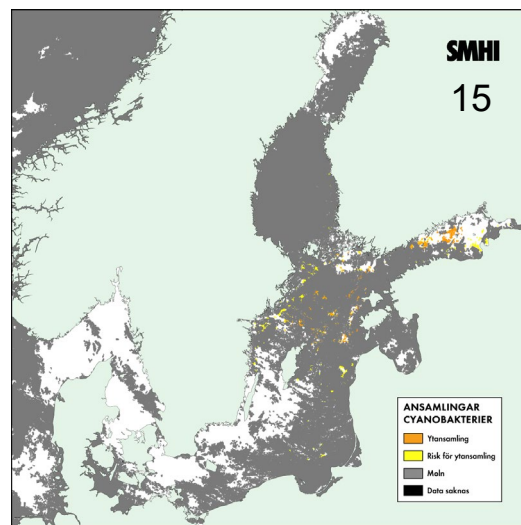 SMHI
15
ANSAMLINGAR
CYANOBAKTERIER
Ytansamling
Risk för ytansamling
Moln
Data saknas